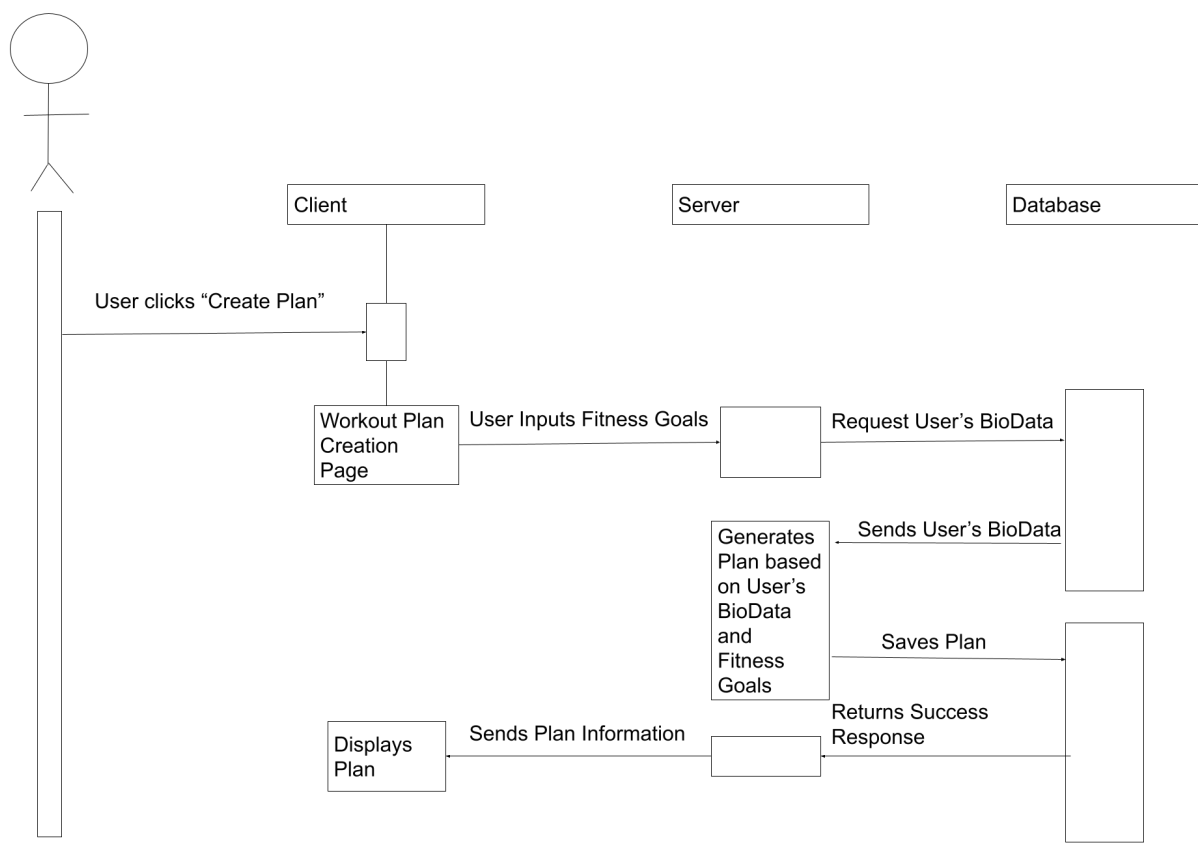 Client
Server
Database
User clicks “Create Plan”
Workout Plan
Creation
Page
User Inputs Fitness Goals
Request User’s BioData
Sends User’s BioData
Generates
Plan based
on User’s
BioData
and
Fitness
Goals
Saves Plan
Returns Success
Response
Sends Plan Information
Displays
Plan